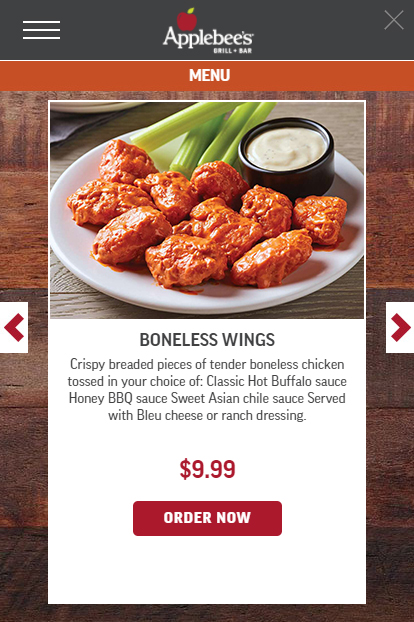 Applebee's
GRILL + BAR
MENU
BONELESS WINGS
Crispy breaded pieces of tender boneless chicken
tossed in your choice of: Classic Hot Buffalo sauce
Honey BBQ sauce Sweet Asian chile sauce Served
with Bleu cheese or ranch dressing.
$9.99
ORDER NOW